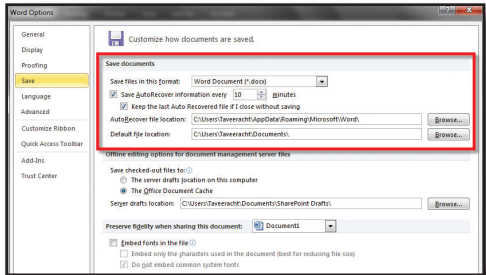 Word Options
General
Display
Proofing
Save
Language
Advanced
Customize Ribbon
Quick Access Toolbar
Add-Ins
Trust Center
Customize how documents are saved.
Save documents
Save files in this format: Word Document (*.docx)
Save AutoRecover information every 10 minutes
Keep the last Auto Recovered file if I close without saving
AutoRecover file location: C:\Users\Taveeracht\AppData\Roaming\Microsoft\Word\ Browse...
Default file location: C:\Users\Taveeracht\Documents\ Browse...
Offline editing options for document management server files
Save checked-out files to:
The server drafts location on this computer
The Office Document Cache
Server drafts location: C:\Users\Taveeracht\Documents\SharePoint Drafts\ Browse...
Preserve fidelity when sharing this document: Document1
Embed fonts in the file
Embed only the characters used in the document (best for reducing file size)
Do not embed common system fonts